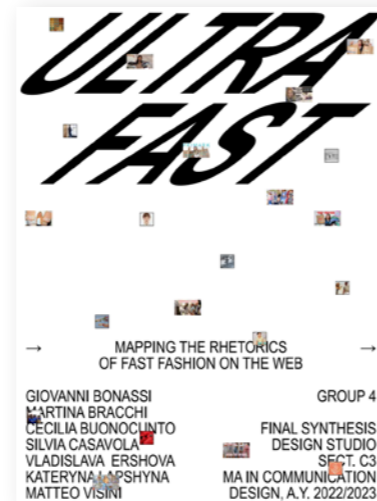 ULTRA
FAST
→ MAPPING THE RHETORICS →
OF FAST FASHION ON THE WEB
GIOVANNI BONASSI
MARTINA BRACCHI
CECILIA BUONOCUNTO
SILVIA CASAVOLA
VLADISLAVA ERSHOVA
KATERYNA LAPSHYNA
MATTEO VISINI
GROUP 4
FINAL SYNTHESIS
DESIGN STUDIO
SECT. C3
MA IN COMMUNICATION
DESIGN, A.Y. 2022/2023